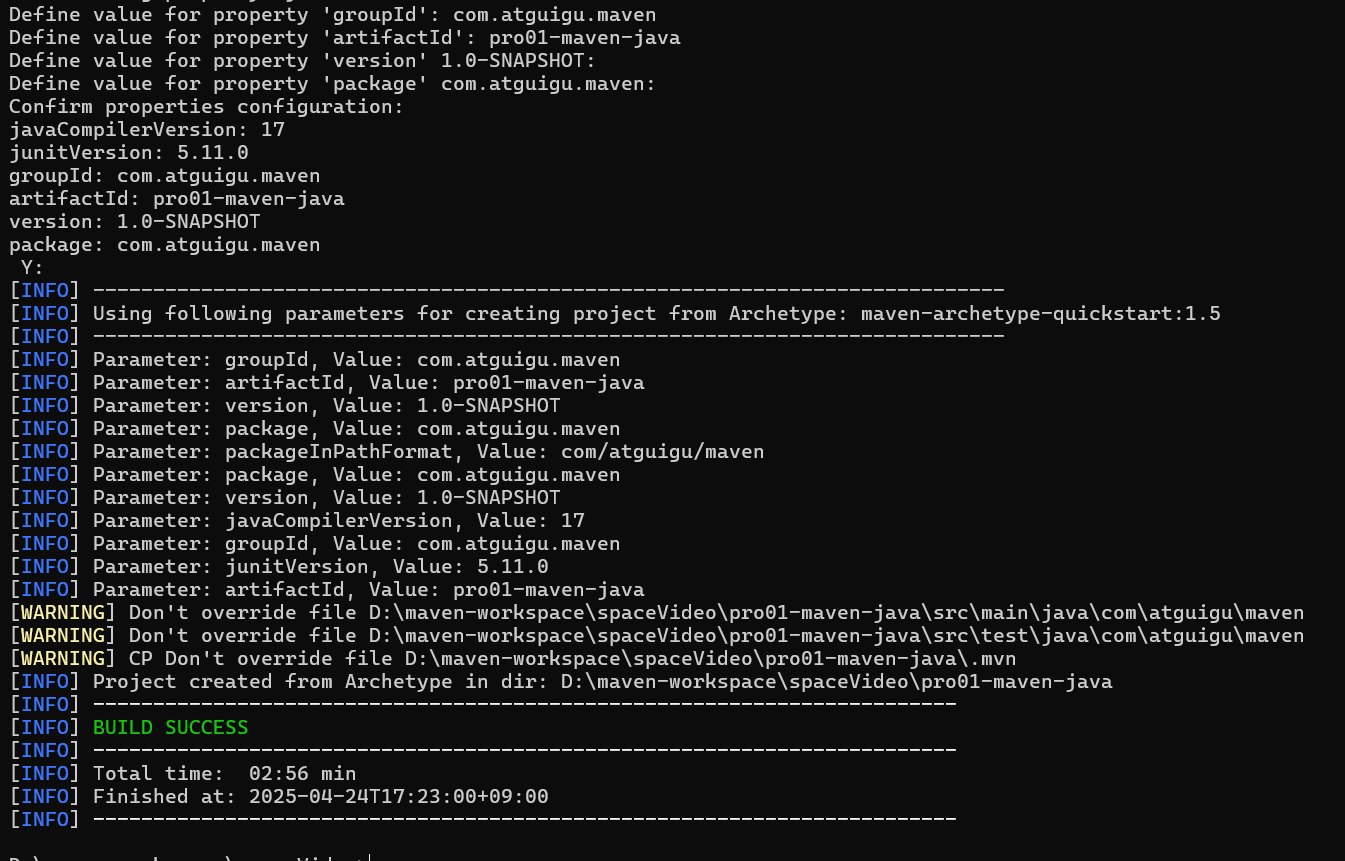 Define value for property 'groupId': com.atguigu.maven
Define value for property 'artifactId': pro01-maven-java
Define value for property 'version' 1.0-SNAPSHOT:
Define value for property 'package' com.atguigu.maven:
Confirm properties configuration:
javaCompilerVersion: 17
junitVersion: 5.11.0
groupId: com.atguigu.maven
artifactId: pro01-maven-java
version: 1.0-SNAPSHOT
package: com.atguigu.maven
 Y:
[INFO] ----------------------------------------------------------------------------
[INFO] Using following parameters for creating project from Archetype: maven-archetype-quickstart:1.5
[INFO] ----------------------------------------------------------------------------
[INFO] Parameter: groupId, Value: com.atguigu.maven
[INFO] Parameter: artifactId, Value: pro01-maven-java
[INFO] Parameter: version, Value: 1.0-SNAPSHOT
[INFO] Parameter: package, Value: com.atguigu.maven
[INFO] Parameter: packageInPathFormat, Value: com/atguigu/maven
[INFO] Parameter: package, Value: com.atguigu.maven
[INFO] Parameter: version, Value: 1.0-SNAPSHOT
[INFO] Parameter: javaCompilerVersion, Value: 17
[INFO] Parameter: groupId, Value: com.atguigu.maven
[INFO] Parameter: junitVersion, Value: 5.11.0
[INFO] Parameter: artifactId, Value: pro01-maven-java
[WARNING] Don't override file D:\maven-workspace\spaceVideo\pro01-maven-java\src\main\java\com\atguigu\maven
[WARNING] Don't override file D:\maven-workspace\spaceVideo\pro01-maven-java\src\test\java\com\atguigu\maven
[WARNING] CP Don't override file D:\maven-workspace\spaceVideo\pro01-maven-java\.mvn
[INFO] Project created from Archetype in dir: D:\maven-workspace\spaceVideo\pro01-maven-java
[INFO] ------------------------------------------------------------------------
[INFO] BUILD SUCCESS
[INFO] ------------------------------------------------------------------------
[INFO] Total time:  02:56 min
[INFO] Finished at: 2025-04-24T17:23:00+09:00
[INFO] ------------------------------------------------------------------------